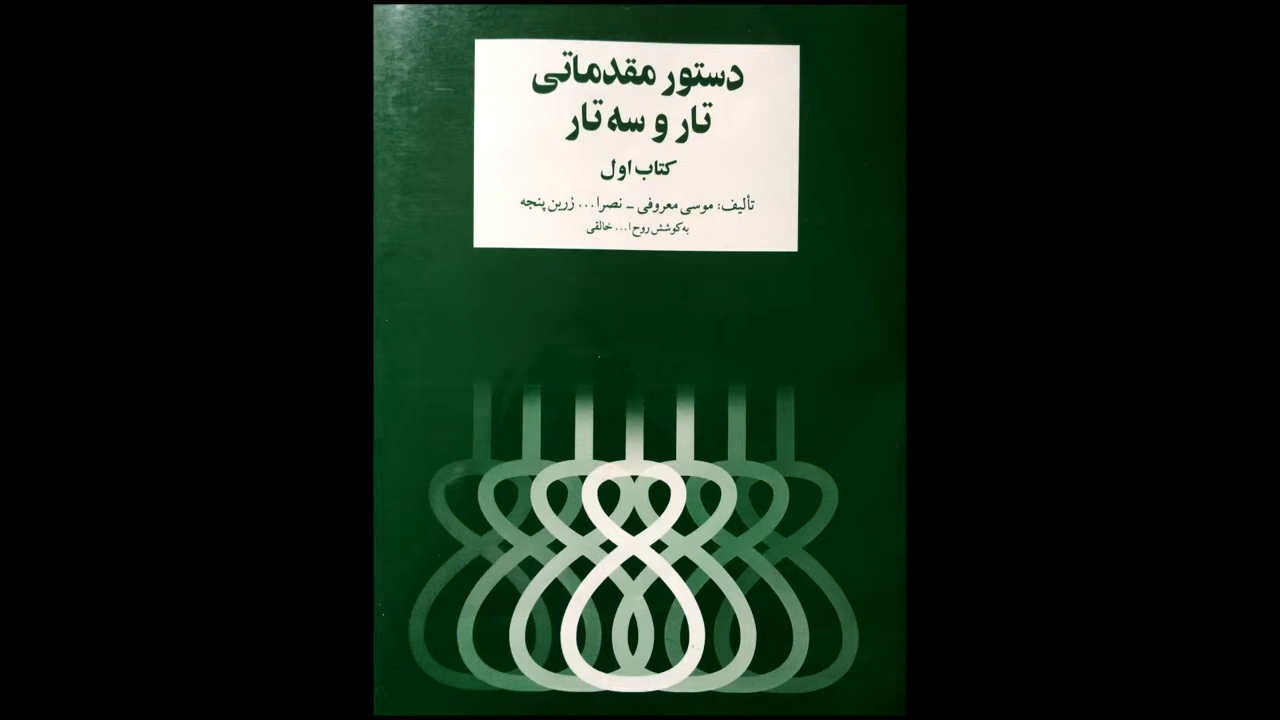 دستور مقدماتی
تار و سه تار
کتاب اول
تألیف: موسی معروفی ـ نصرا... زرین پنجه
به کوشش روح ا... خالقی